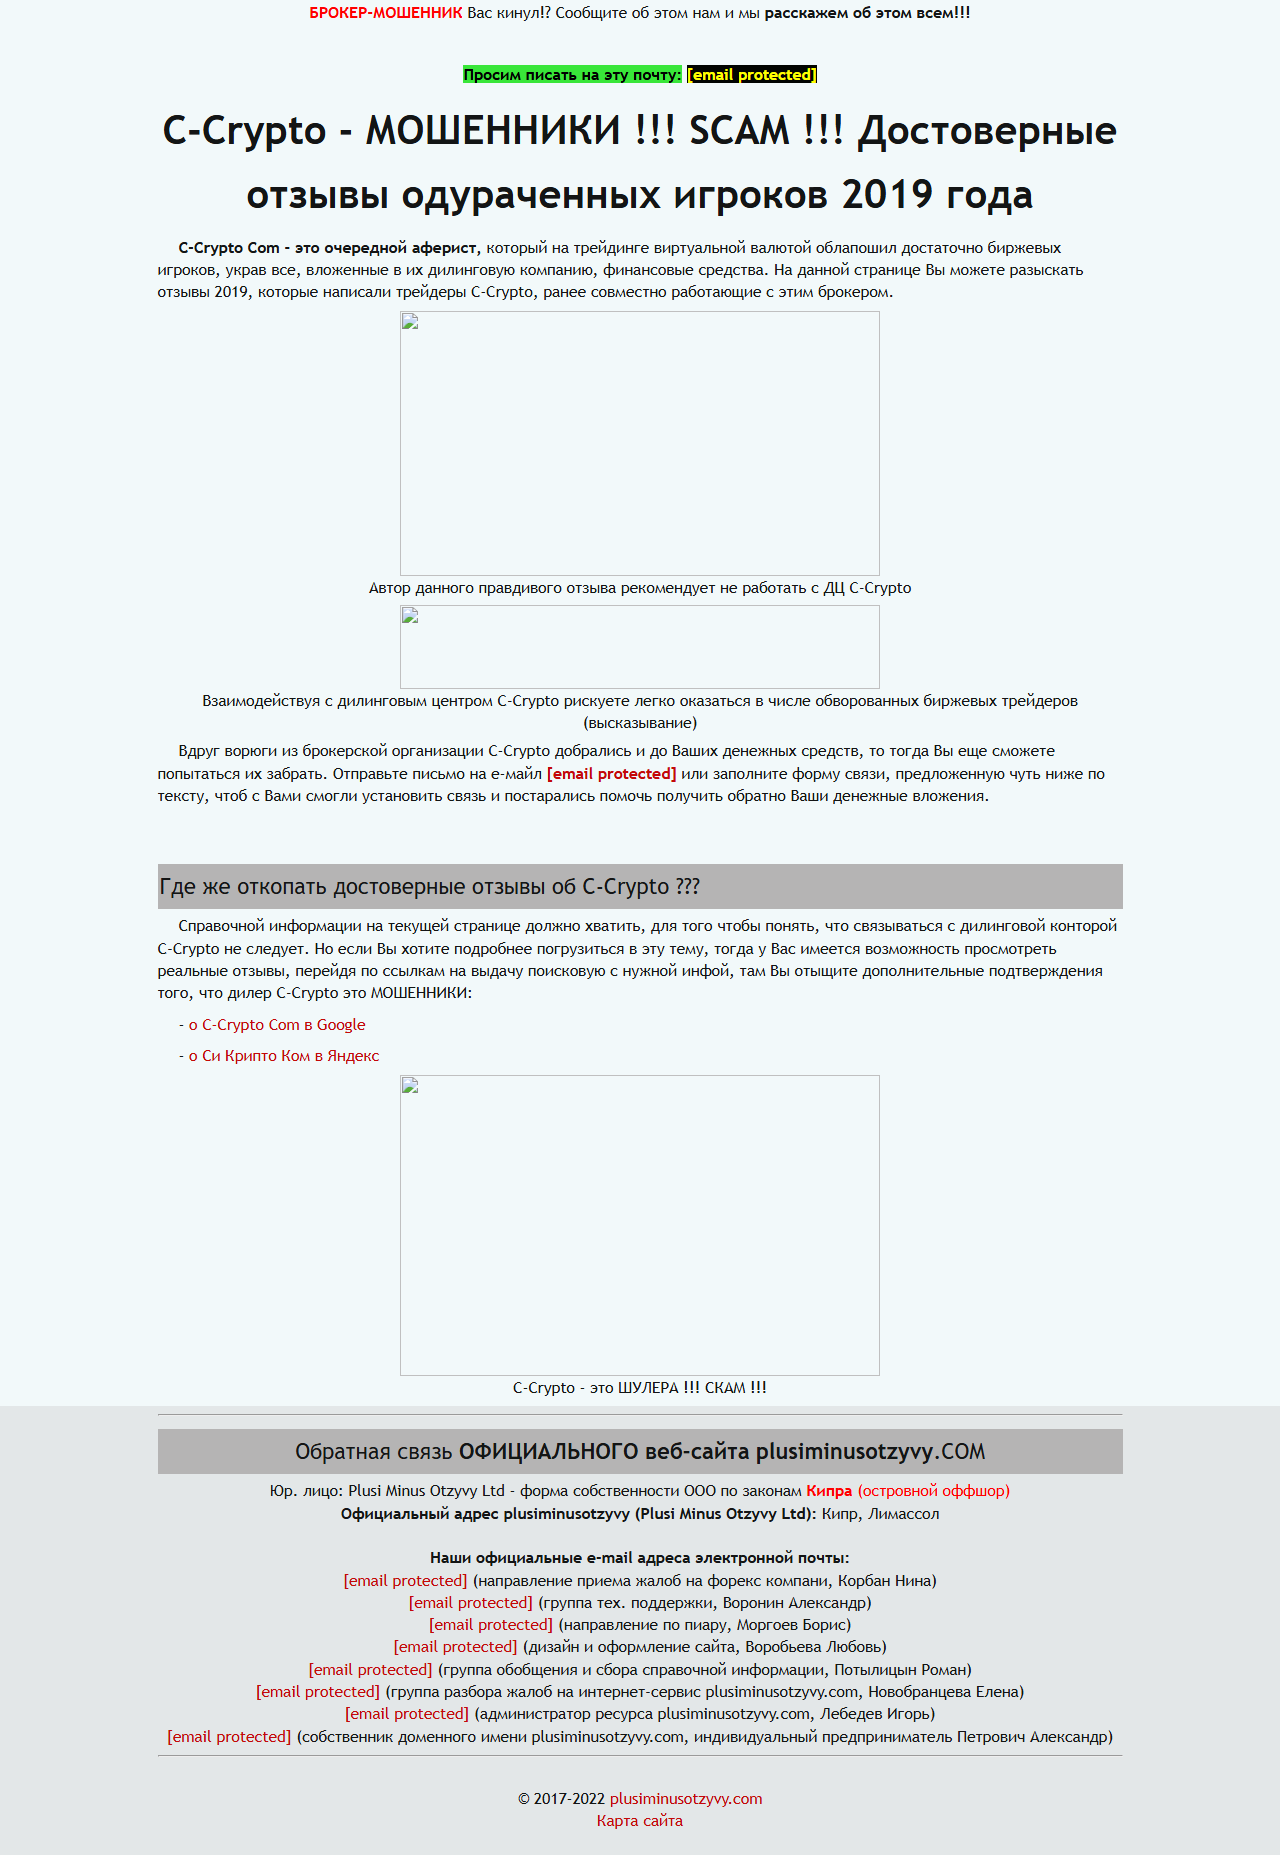 БРОКЕР-МОШЕННИК Вас кинул!? Сообщите об этом нам и мы расскажем об этом всем!!!
Просим писать на эту почту: [email protected]
C-Crypto - МОШЕННИКИ !!! SCAM !!! Достоверные
отзывы одураченных игроков 2019 года
C-Crypto Com - это очередной аферист, который на трейдинге виртуальной валютой облапошил достаточно биржевых
игроков, украв все, вложенные в их дилинговую компанию, финансовые средства. На данной странице Вы можете разыскать
отзывы 2019, которые написали трейдеры C-Crypto, ранее совместно работающие с этим брокером.
Автор данного правдивого отзыва рекомендует не работать с ДЦ C-Crypto
Взаимодействуя с дилинговым центром C-Crypto рискуете легко оказаться в числе обворованных биржевых трейдеров
(высказывание)
Вдруг ворюги из брокерской организации C-Crypto добрались и до Ваших денежных средств, то тогда Вы еще сможете
попытаться их забрать. Отправьте письмо на е-майл [email protected] или заполните форму связи, предложенную чуть ниже по
тексту, чтоб с Вами смогли установить связь и постарались помочь получить обратно Ваши денежные вложения.
Где же откопать достоверные отзывы об C-Crypto ???
Справочной информации на текущей странице должно хватить, для того чтобы понять, что связываться с дилинговой конторой
C-Crypto не следует. Но если Вы хотите подробнее погрузиться в эту тему, тогда у Вас имеется возможность просмотреть
реальные отзывы, перейдя по ссылкам на выдачу поисковую с нужной инфой, там Вы отыщите дополнительные подтверждения
того, что дилер C-Crypto это МОШЕННИКИ:
- о C-Crypto Com в Google
- о Си Крипто Ком в Яндекс
C-Crypto - это ШУЛЕРА !!! СКАМ !!!
Обратная связь ОФИЦИАЛЬНОГО веб-сайта plusiminusotzyvy.COM
Юр. лицо: Plusi Minus Otzyvy Ltd - форма собственности ООО по законам Кипра (островной оффшор)
Официальный адрес plusiminusotzyvy (Plusi Minus Otzyvy Ltd): Кипр, Лимассол
Наши официальные e-mail адреса электронной почты:
[email protected] (направление приема жалоб на форекс компани, Корбан Нина)
[email protected] (группа тех. поддержки, Воронин Александр)
[email protected] (направление по пиару, Моргоев Борис)
[email protected] (дизайн и оформление сайта, Воробьева Любовь)
[email protected] (группа обобщения и сбора справочной информации, Потылицын Роман)
[email protected] (группа разбора жалоб на интернет-сервис plusiminusotzyvy.com, Новобранцева Елена)
[email protected] (администратор ресурса plusiminusotzyvy.com, Лебедев Игорь)
[email protected] (собственник доменного имени plusiminusotzyvy.com, индивидуальный предприниматель Петрович Александр)
© 2017-2022 plusiminusotzyvy.com
Карта сайта